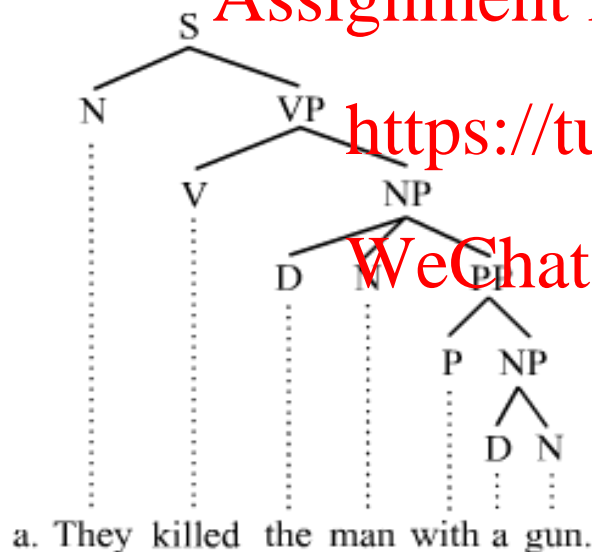 Assignment
S
N VP
https://tu
V NP
WeChat
D N PP
P NP
D N
a. They killed the man with a gun.